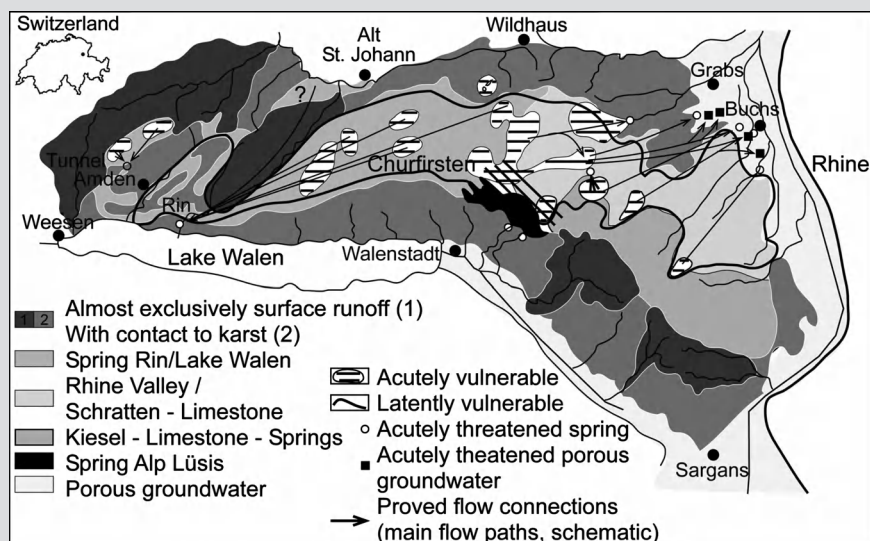 Switzerland
Alt
St. Johann
Wildhaus
Grabs
Buchs
?
Churfirsten
Tunnel
Amden
Rin
Rhine
Weesen
Lake Walen
Walenstadt
Sargans
1 2 Almost exclusively surface runoff (1)
With contact to karst (2)
Spring Rin/Lake Walen
Rhine Valley /
Schratten - Limestone
Kiesel - Limestone - Springs
Spring Alp Lüsis
Porous groundwater
Acutely vulnerable
Latently vulnerable
Acutely threatened spring
Acutely theatened porous
groundwater
Proved flow connections
(main flow paths, schematic)